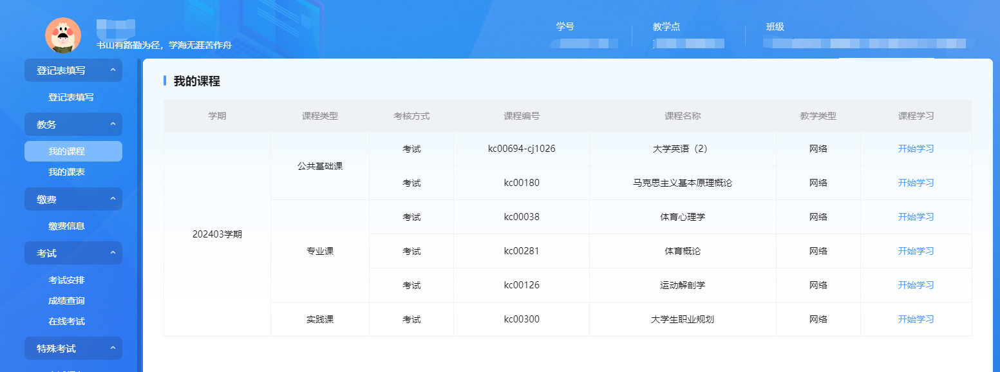 书山有路勤为径，学海无涯苦作舟
学号
教学点
班级
登记表填写
登记表填写
教务
我的课程
我的课表
缴费
缴费信息
考试
考试安排
成绩查询
在线考试
特殊考试
我的课程
学期 课程类型 考核方式 课程编号 课程名称 教学类型 课程学习
202403学期
公共基础课
考试 kc00694-cj1026 大学英语（2） 网络 开始学习
考试 kc00180 马克思主义基本原理概论 网络 开始学习
专业课
考试 kc00038 体育心理学 网络 开始学习
考试 kc00281 体育概论 网络 开始学习
考试 kc00126 运动解剖学 网络 开始学习
实践课 考试 kc00300 大学生职业规划 网络 开始学习